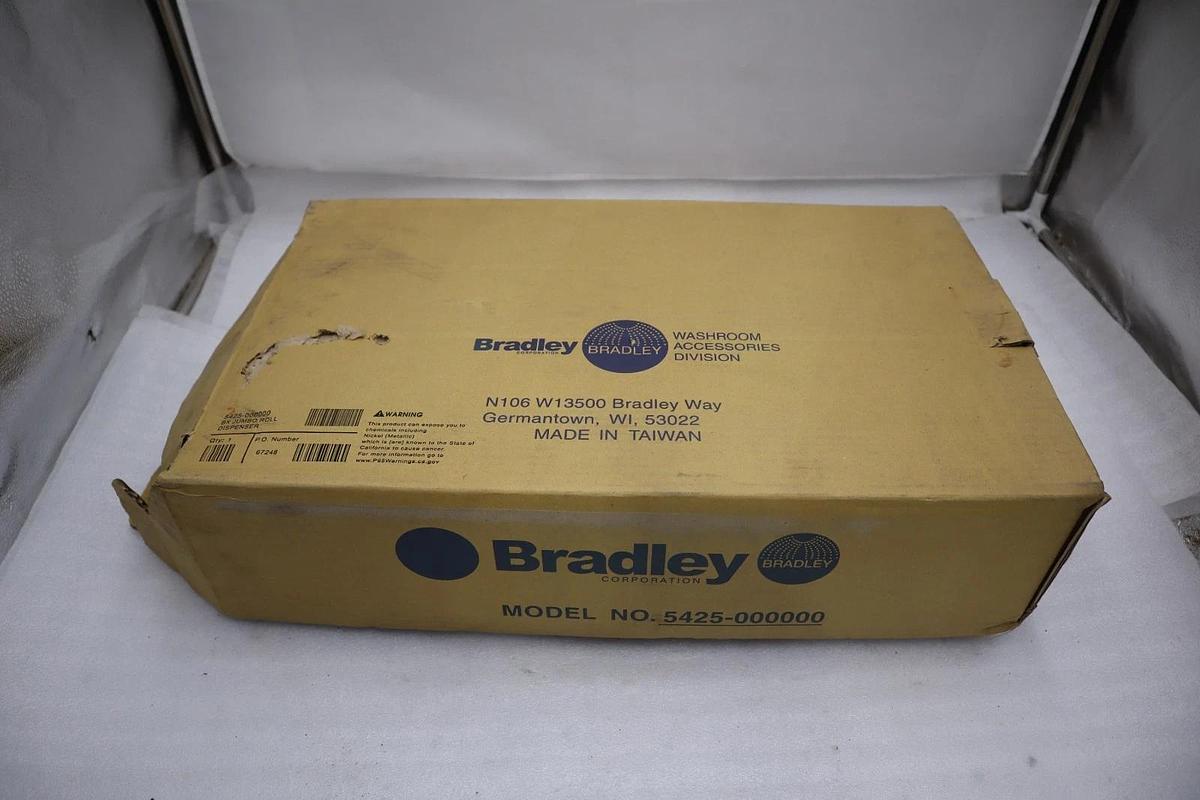 Bradley
CORPORATION
BRADLEY
WASHROOM
ACCESSORIES
DIVISION
N106 W13500 Bradley Way
Germantown, WI, 53022
MADE IN TAIWAN
5425-000000
BX JUMBO ROLL
DISPENSER
Qty: 1
P.O. Number
67248
WARNING
This product can expose you to
chemicals including
Nickel (Metallic)
which is [are] known to the State of
California to cause cancer.
For more information go to
www.P65Warnings.ca.gov
Bradley
CORPORATION
BRADLEY
MODEL NO. 5425-000000